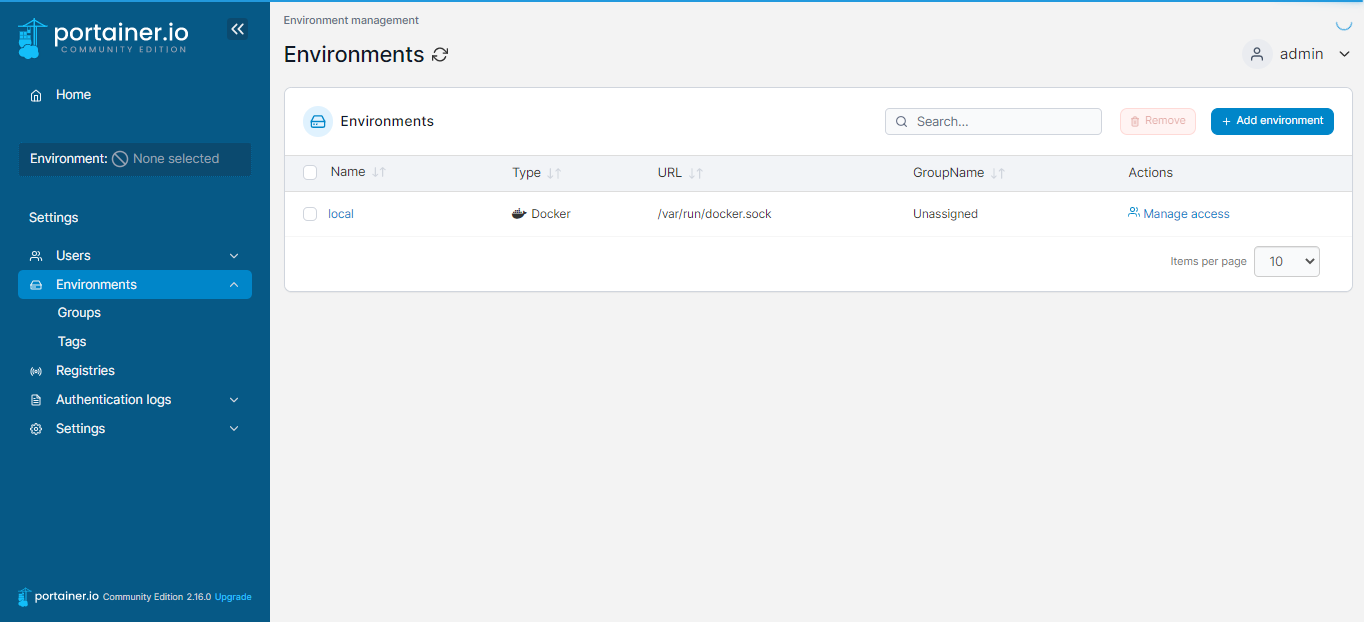 portainer.io
COMMUNITY EDITION
Home
Environment: None selected
Settings
Users
Environments
Groups
Tags
Registries
Authentication logs
Settings
portainer.io Community Edition 2.16.0 Upgrade
Environment management
Environments
admin
Environments
Search...
Remove
+ Add environment
Name Type URL GroupName Actions
local Docker /var/run/docker.sock Unassigned Manage access
Items per page 10